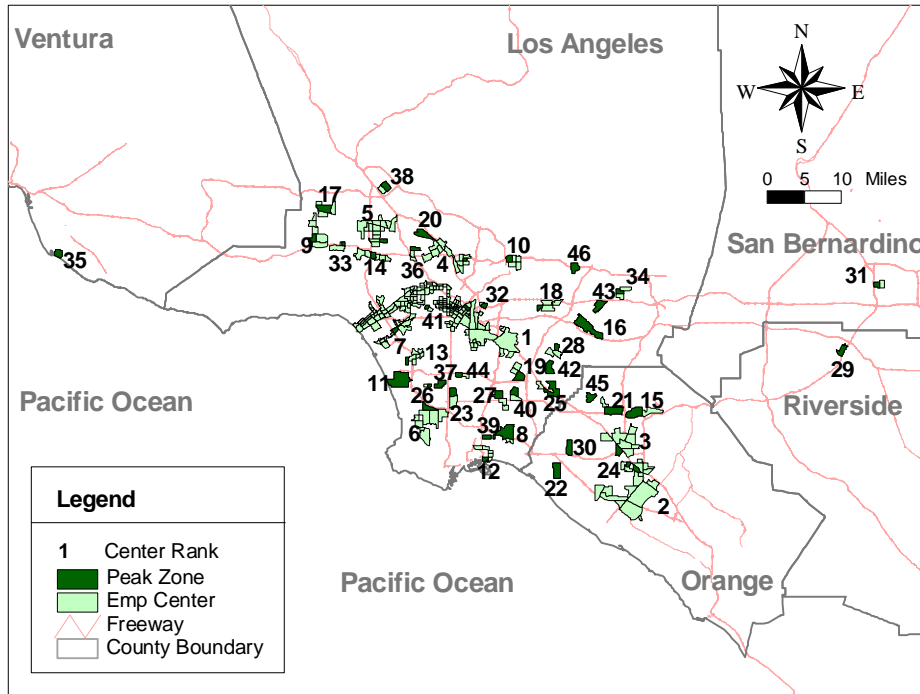 Ventura
Los Angeles
N
W E
S
0 5 10 Miles
San Bernardino
38
17
5
20
9
33
14
36
4
10
46
35
31
34
43
18
32
41
16
1
7
13
28
29
19
42
11
37
44
26
27
25
45
21
15
Riverside
Pacific Ocean
6
23
40
39
8
3
30
24
12
22
2
Legend
1 Center Rank
Peak Zone
Emp Center
Freeway
County Boundary
Pacific Ocean
Orange